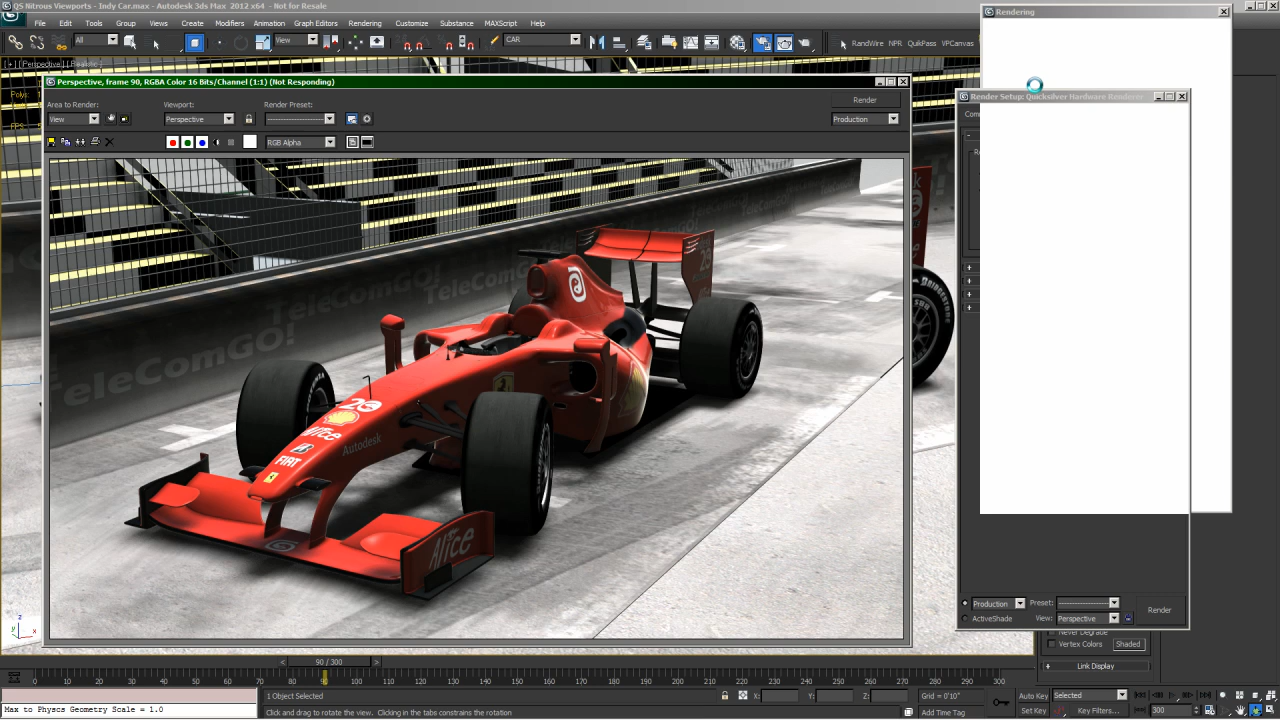 QS Nitrous Viewports - Indy Car.max - Autodesk 3ds Max 2012 x64 - Not for Resale
File Edit Tools Group Views Create Modifiers Animation Graph Editors Rendering Customize Substance MAXScript Help
All View CAR RandWire NPR QuikPass VPCanvas
[ + ] [ Perspective ] [
Rendering
Perspective, frame 90, RGBA Color 16 Bits/Channel (1:1) (Not Responding)
Render Setup: Quicksilver Hardware Renderer
Area to Render: Viewport: Render Preset: Render
View Perspective Production
RGB Alpha
TeleComGO!
TeleComGO!
BRIDGESTONE
26
Alice
FIAT
Autodesk
Alice
Production Preset: Render
ActiveShade View: Perspective
Never Degrade
Vertex Colors Shaded
Link Display
< 90 / 300 >
0 10 20 30 40 50 60 70 80 90 100 110 120 130 140 150 160 170 180 190 200 210 220 230 240 250 260 270 280 290 300
1 Object Selected X: Y: Z: Grid = 0'10" Auto Key Selected
Max to Physcs Geometry Scale = 1.0 Click and drag to rotate the view. Clicking in the tabs constrains the rotation Add Time Tag Set Key Key Filters... 300